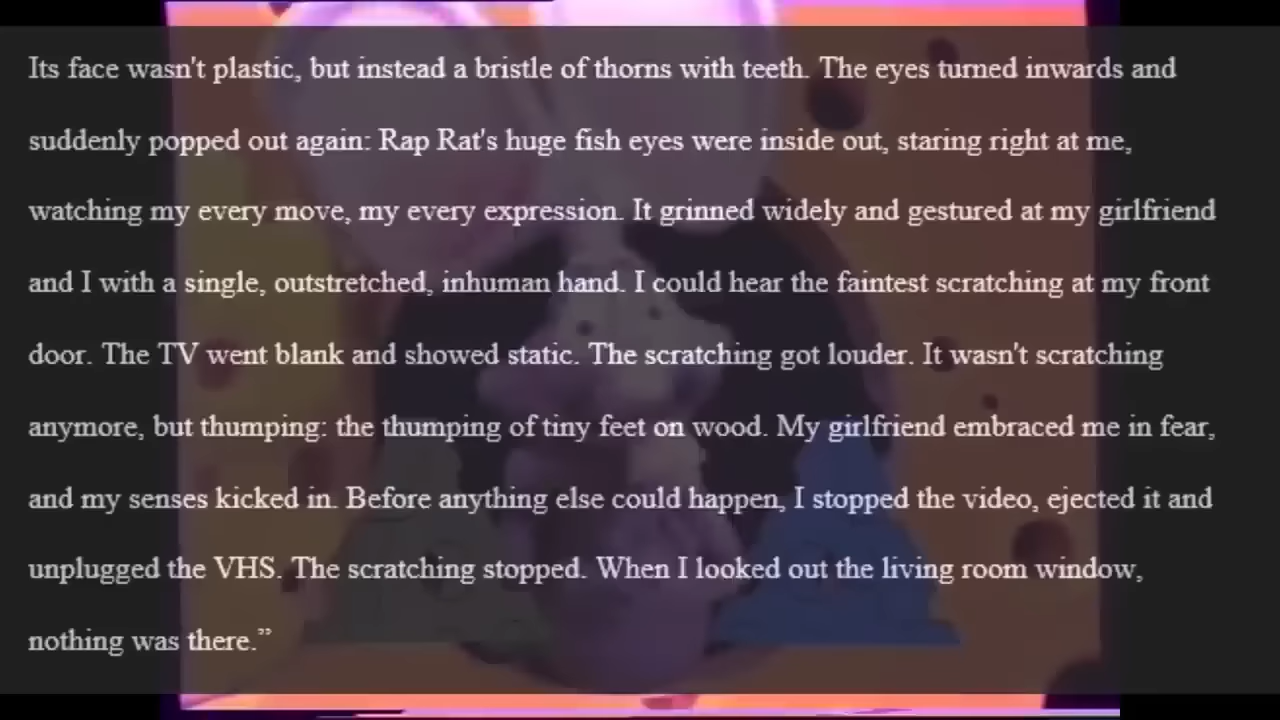 Its face wasn't plastic, but instead a bristle of thorns with teeth. The eyes turned inwards and
suddenly popped out again: Rap Rat's huge fish eyes were inside out, staring right at me,
watching my every move, my every expression. It grinned widely and gestured at my girlfriend
and I with a single, outstretched, inhuman hand. I could hear the faintest scratching at my front
door. The TV went blank and showed static. The scratching got louder. It wasn't scratching
anymore, but thumping: the thumping of tiny feet on wood. My girlfriend embraced me in fear,
and my senses kicked in. Before anything else could happen, I stopped the video, ejected it and
unplugged the VHS. The scratching stopped. When I looked out the living room window,
nothing was there.”